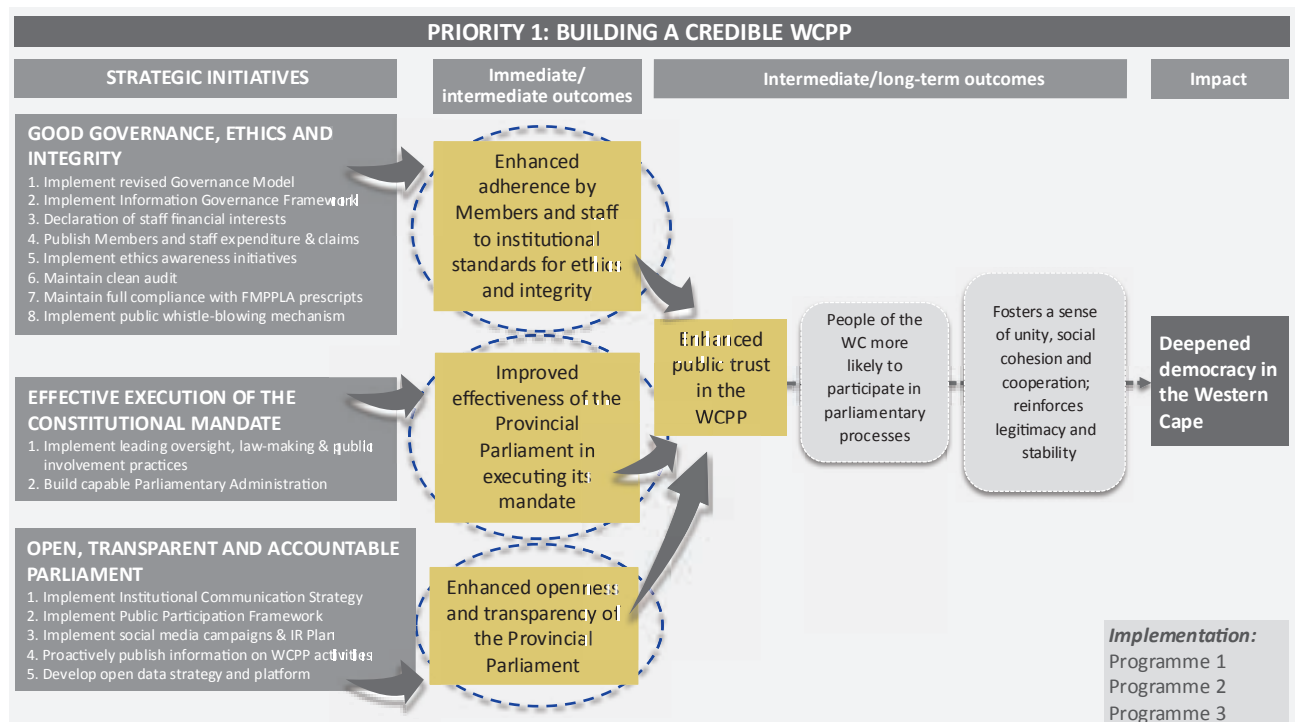 PRIORITY 1: BUILDING A CREDIBLE WCPP
STRATEGIC INITIATIVES
Immediate/
intermediate outcomes
Intermediate/long-term outcomes
Impact
GOOD GOVERNANCE, ETHICS AND
INTEGRITY
1. Implement revised Governance Model
2. Implement Information Governance Framework
3. Declaration of staff financial interests
4. Publish Members and staff expenditure & claims
5. Implement ethics awareness initiatives
6. Maintain clean audit
7. Maintain full compliance with FMPPLA prescripts
8. Implement public whistle-blowing mechanism
EFFECTIVE EXECUTION OF THE
CONSTITUTIONAL MANDATE
1. Implement leading oversight, law-making & public
involvement practices
2. Build capable Parliamentary Administration
OPEN, TRANSPARENT AND ACCOUNTABLE
PARLIAMENT
1. Implement Institutional Communication Strategy
2. Implement Public Participation Framework
3. Implement social media campaigns & IR Plan
4. Proactively publish information on WCPP activities
5. Develop open data strategy and platform
Enhanced
adherence by
Members and staff
to institutional
standards for ethics
and integrity
Improved
effectiveness of the
Provincial
Parliament in
executing its
mandate
Enhanced openness
and transparency of
the Provincial
Parliament
Enhanced
public trust
in the
WCPP
People of the
WC more
likely to
participate in
parliamentary
processes
Fosters a sense
of unity, social
cohesion and
cooperation;
reinforces
legitimacy and
stability
Deepened
democracy in
the Western
Cape
Implementation:
Programme 1
Programme 2
Programme 3